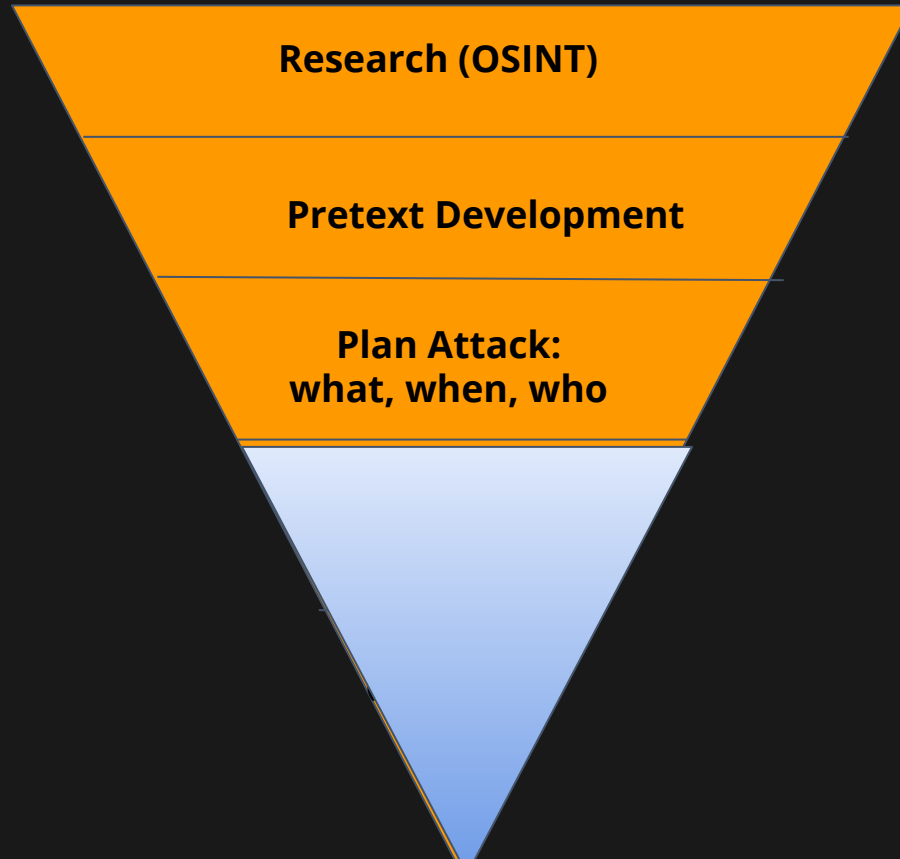 Research (OSINT)
Pretext Development
Plan Attack:
what, when, who